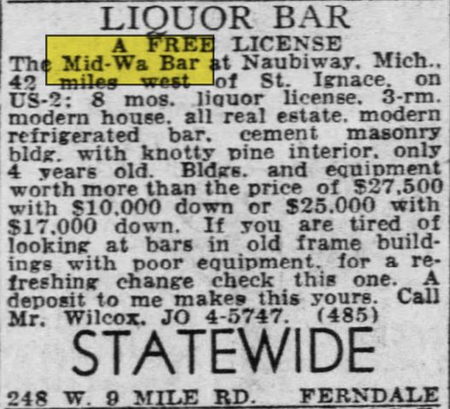 LIQUOR BAR
A FREE LICENSE
The Mid-Wa Bar at Naubiway, Mich.,
42 miles west of St. Ignace, on
US-2; 8 mos. liquor license, 3-rm.
modern house, all real estate, modern
refrigerated bar, cement masonry
bldg. with knotty pine interior, only
4 years old. Bldgs. and equipment
worth more than the price of $27,500
with $10,000 down or $25,000 with
$17,000 down. If you are tired of
looking at bars in old frame build-
ings with poor equipment, for a re-
freshing change check this one. A
deposit to me makes this yours. Call
Mr. Wilcox, JO 4-5747. (485)
STATEWIDE
248 W. 9 MILE RD. FERNDALE